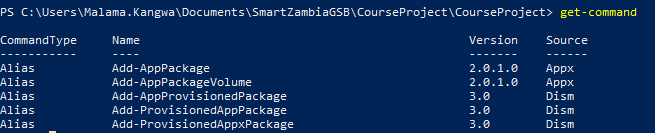 PS C:\Users\Malama.Kangwa\Documents\SmartZambiaGSB\CourseProject\CourseProject> get-command
CommandType     Name                                               Version    Source
-----------     ----                                               -------    ------
Alias           Add-AppPackage                                     2.0.1.0    Appx
Alias           Add-AppPackageVolume                               2.0.1.0    Appx
Alias           Add-AppProvisionedPackage                          3.0        Dism
Alias           Add-ProvisionedAppPackage                          3.0        Dism
Alias           Add-ProvisionedAppxPackage                         3.0        Dism